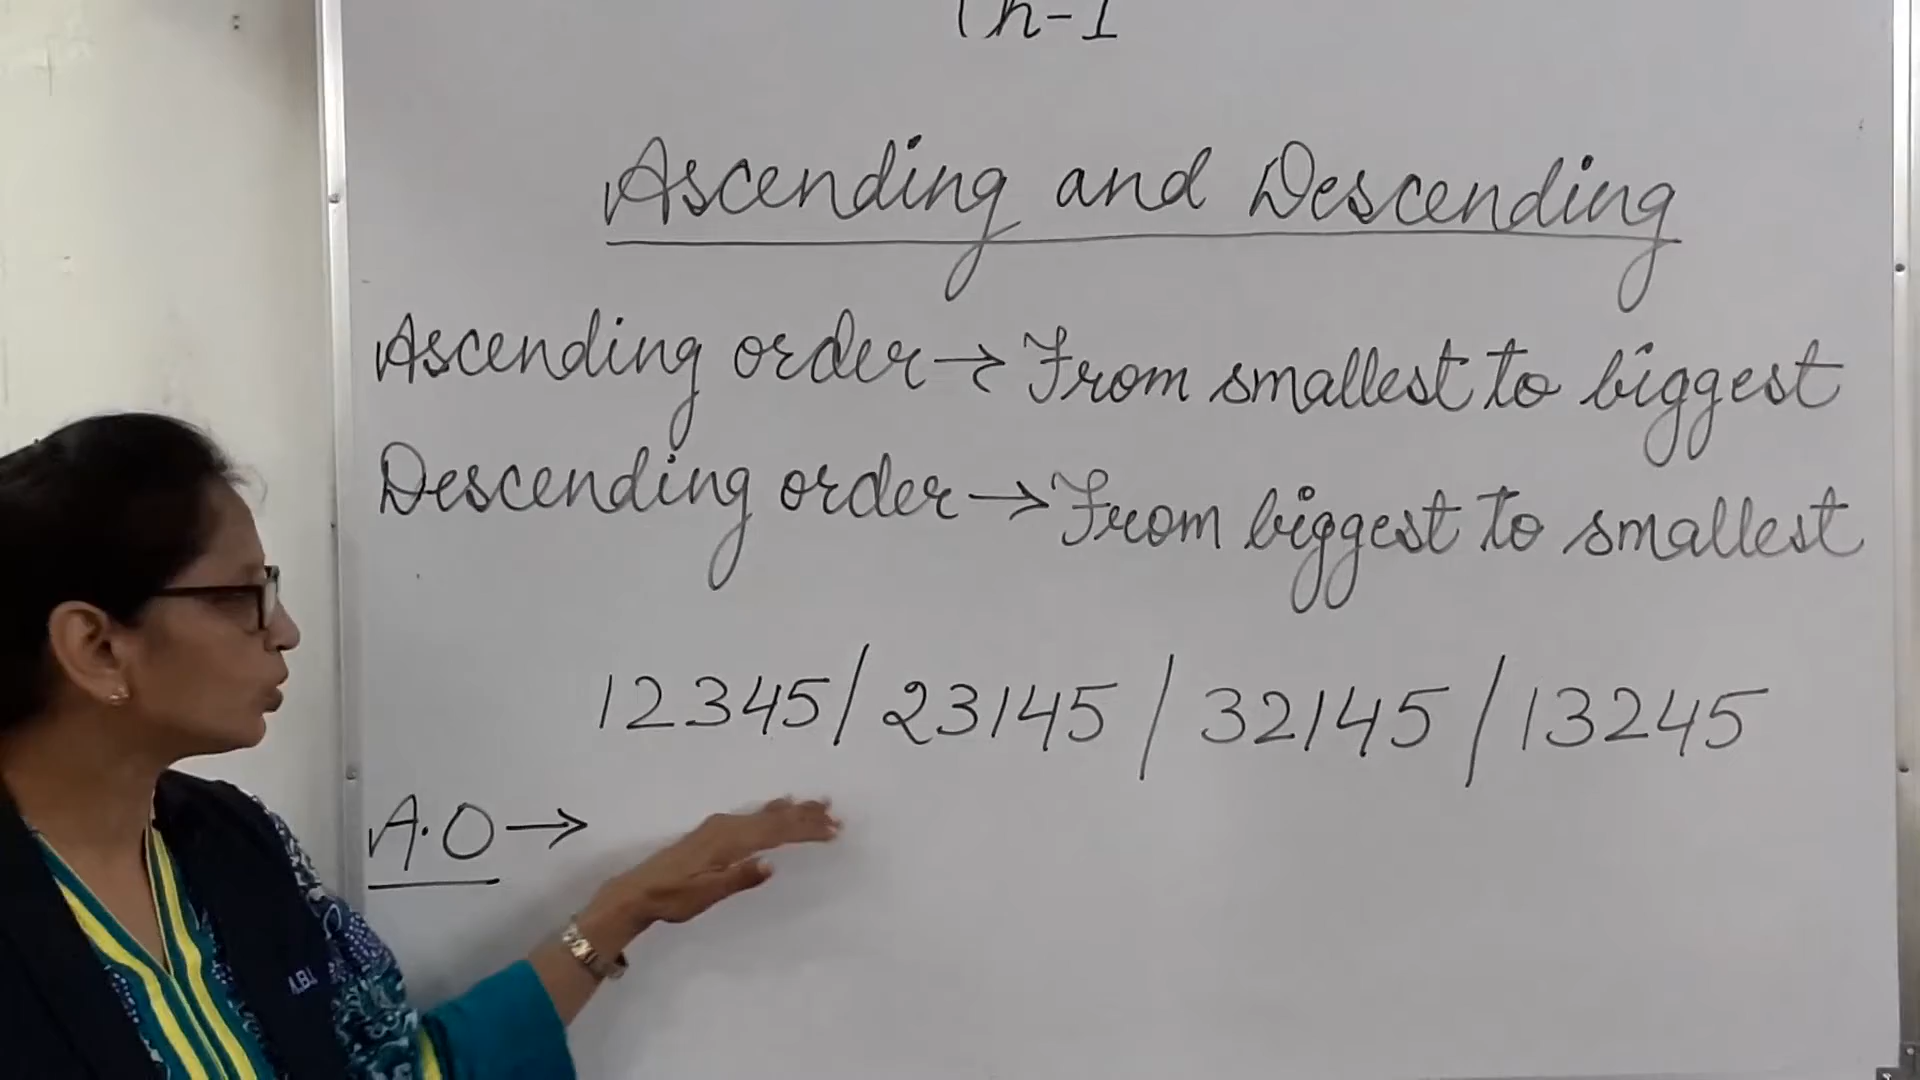 Ch-1
Ascending and Descending
Ascending order → From smallest to biggest
Descending order → From biggest to smallest
12345 / 23145 / 32145 / 13245
A.O →